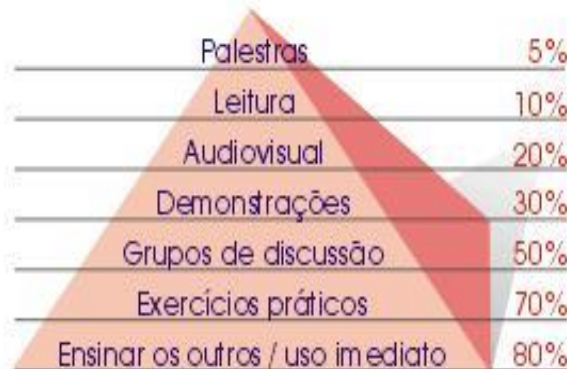 Palestras 5%
Leitura 10%
Audiovisual 20%
Demonstrações 30%
Grupos de discussão 50%
Exercícios práticos 70%
Ensinar os outros / uso imediato 80%